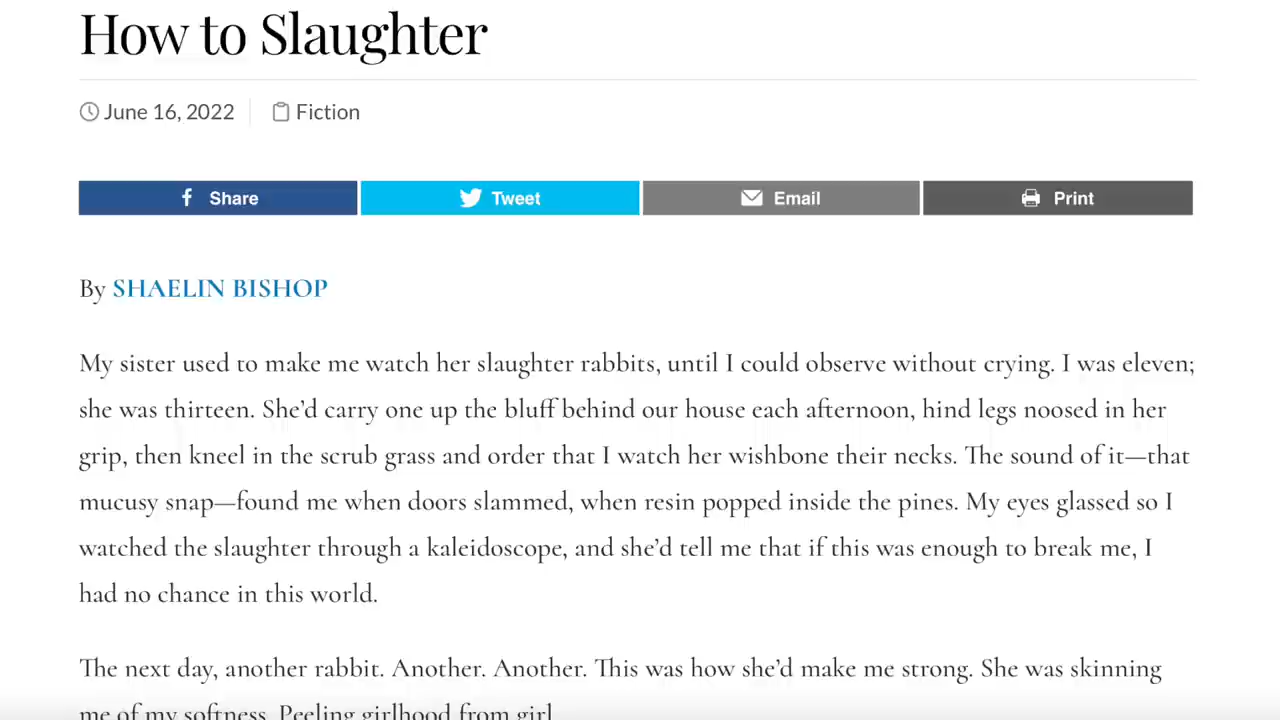 How to Slaughter
June 16, 2022 Fiction
Share Tweet Email Print
By SHAELIN BISHOP
My sister used to make me watch her slaughter rabbits, until I could observe without crying. I was eleven;
she was thirteen. She’d carry one up the bluff behind our house each afternoon, hind legs noosed in her
grip, then kneel in the scrub grass and order that I watch her wishbone their necks. The sound of it—that
mucusy snap—found me when doors slammed, when resin popped inside the pines. My eyes glassed so I
watched the slaughter through a kaleidoscope, and she’d tell me that if this was enough to break me, I
had no chance in this world.
The next day, another rabbit. Another. Another. This was how she’d make me strong. She was skinning
me of my softness. Peeling girlhood from girl.